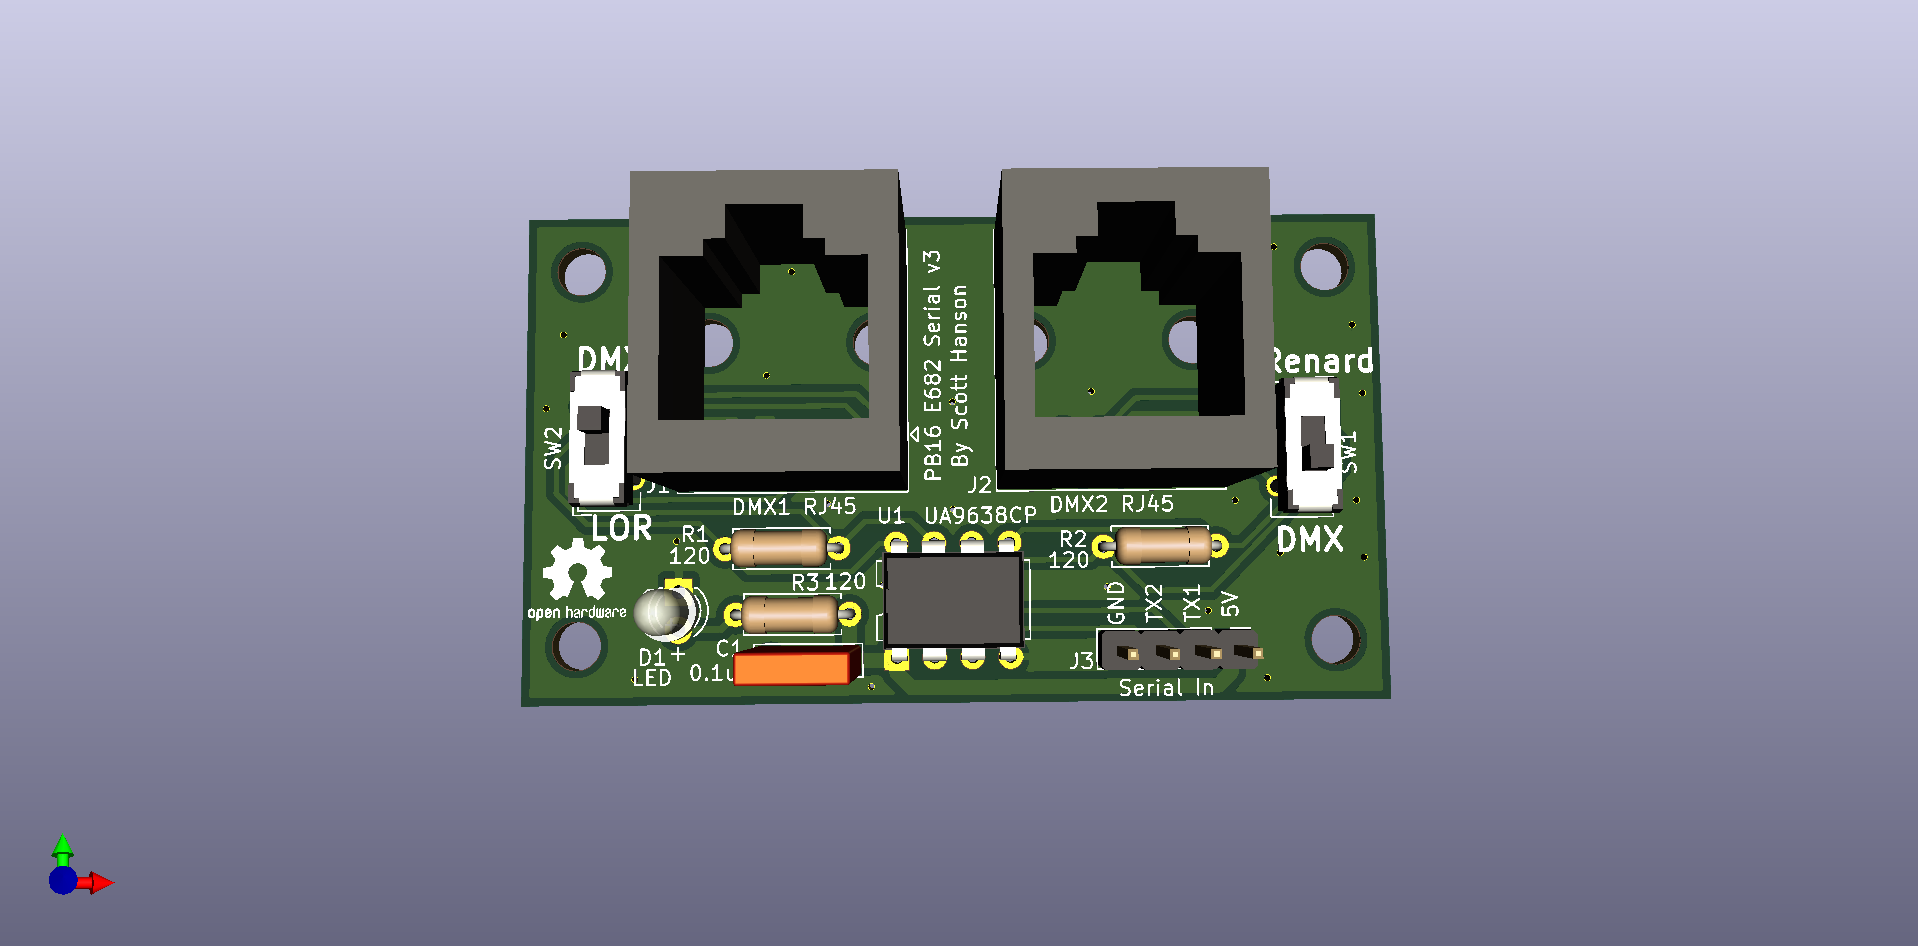 PB16 E682 Serial v3
By Scott Hanson
Renard
SW2
SW1
J2
DMX1 RJ45
DMX2 RJ45
LOR
DMX
U1
UA9638CP
R1
120
R2
120
R3 120
open hardware
GND
TX2
TX1
5V
D1 +
LED
C1
J3
Serial In